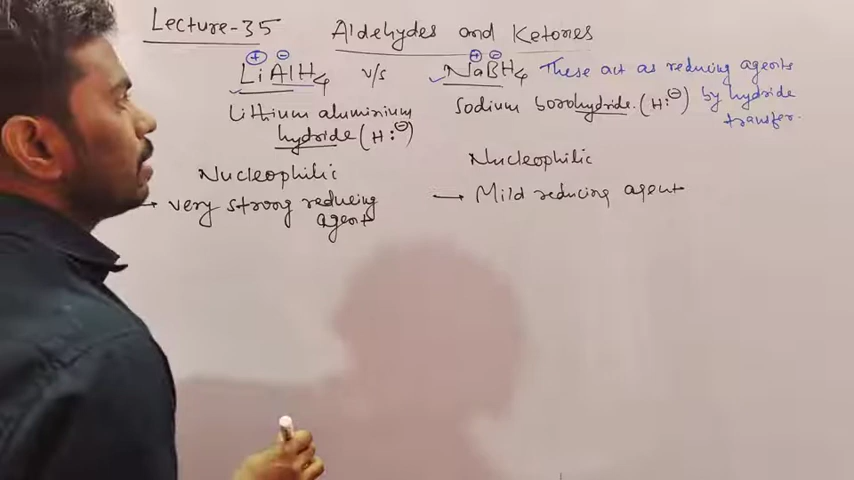 Lecture-35 Aldehydes and Ketones
⊕ ⊖ ⊕ ⊖
LiAlH4 v/s NaBH4 These act as reducing agents
Lithium aluminium sodium borohydride. (H:⊖) by hydride
hydride (H:⊖) transfer.
Nucleophilic Nucleophilic
→ very strong reducing → Mild reducing agent
agent